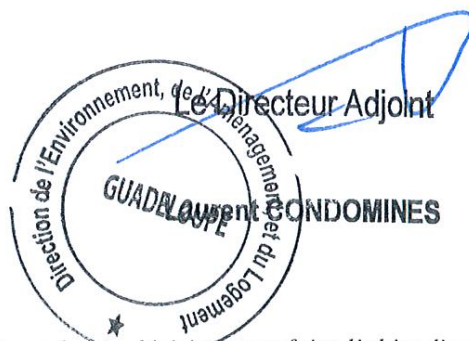 Direction de l'Environnement, de l'Aménagement et du Logement
GUADELOUPE
Le Directeur Adjoint
Laurent CONDOMINES